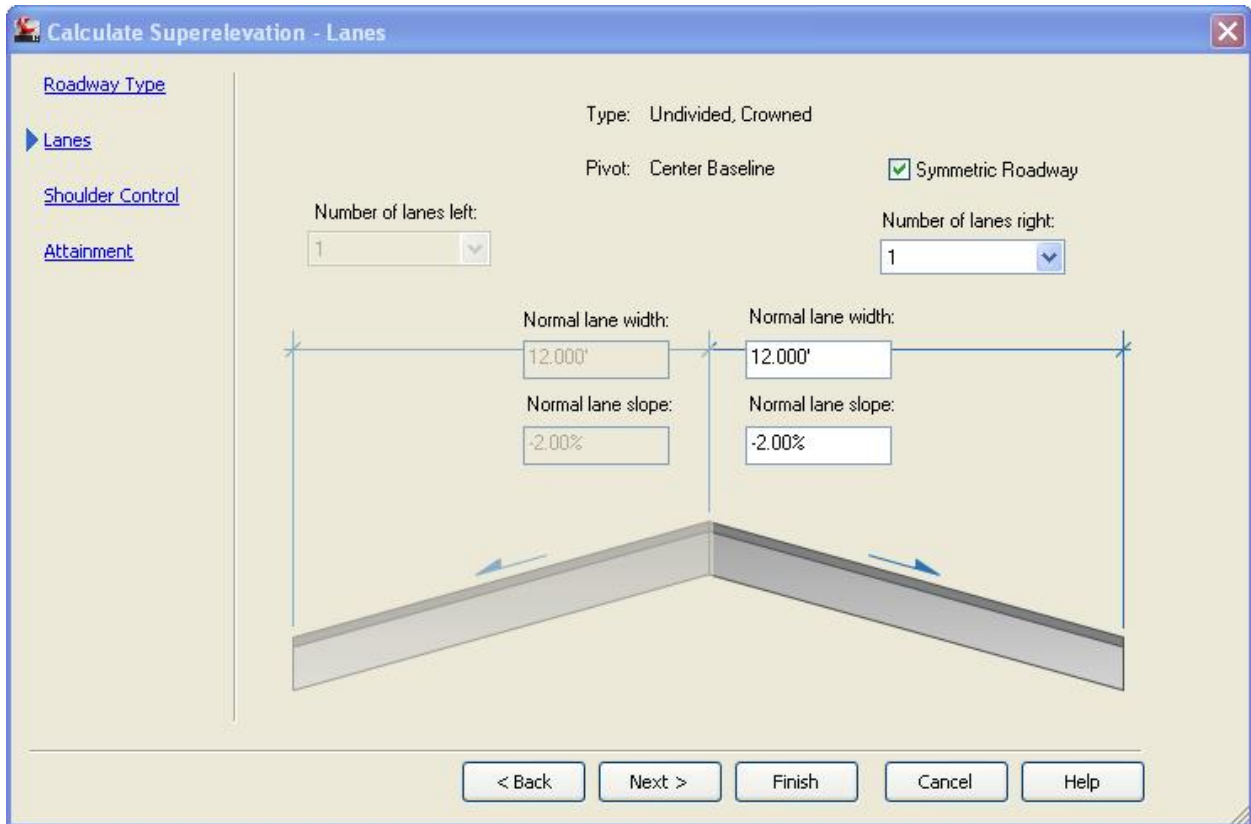 Calculate Superelevation - Lanes
Roadway Type
Lanes
Shoulder Control
Attainment
Type: Undivided, Crowned
Pivot: Center Baseline
Symmetric Roadway
Number of lanes left:
1
Number of lanes right:
1
Normal lane width:
12.000'
Normal lane width:
12.000'
Normal lane slope:
-2.00%
Normal lane slope:
-2.00%
< Back
Next >
Finish
Cancel
Help